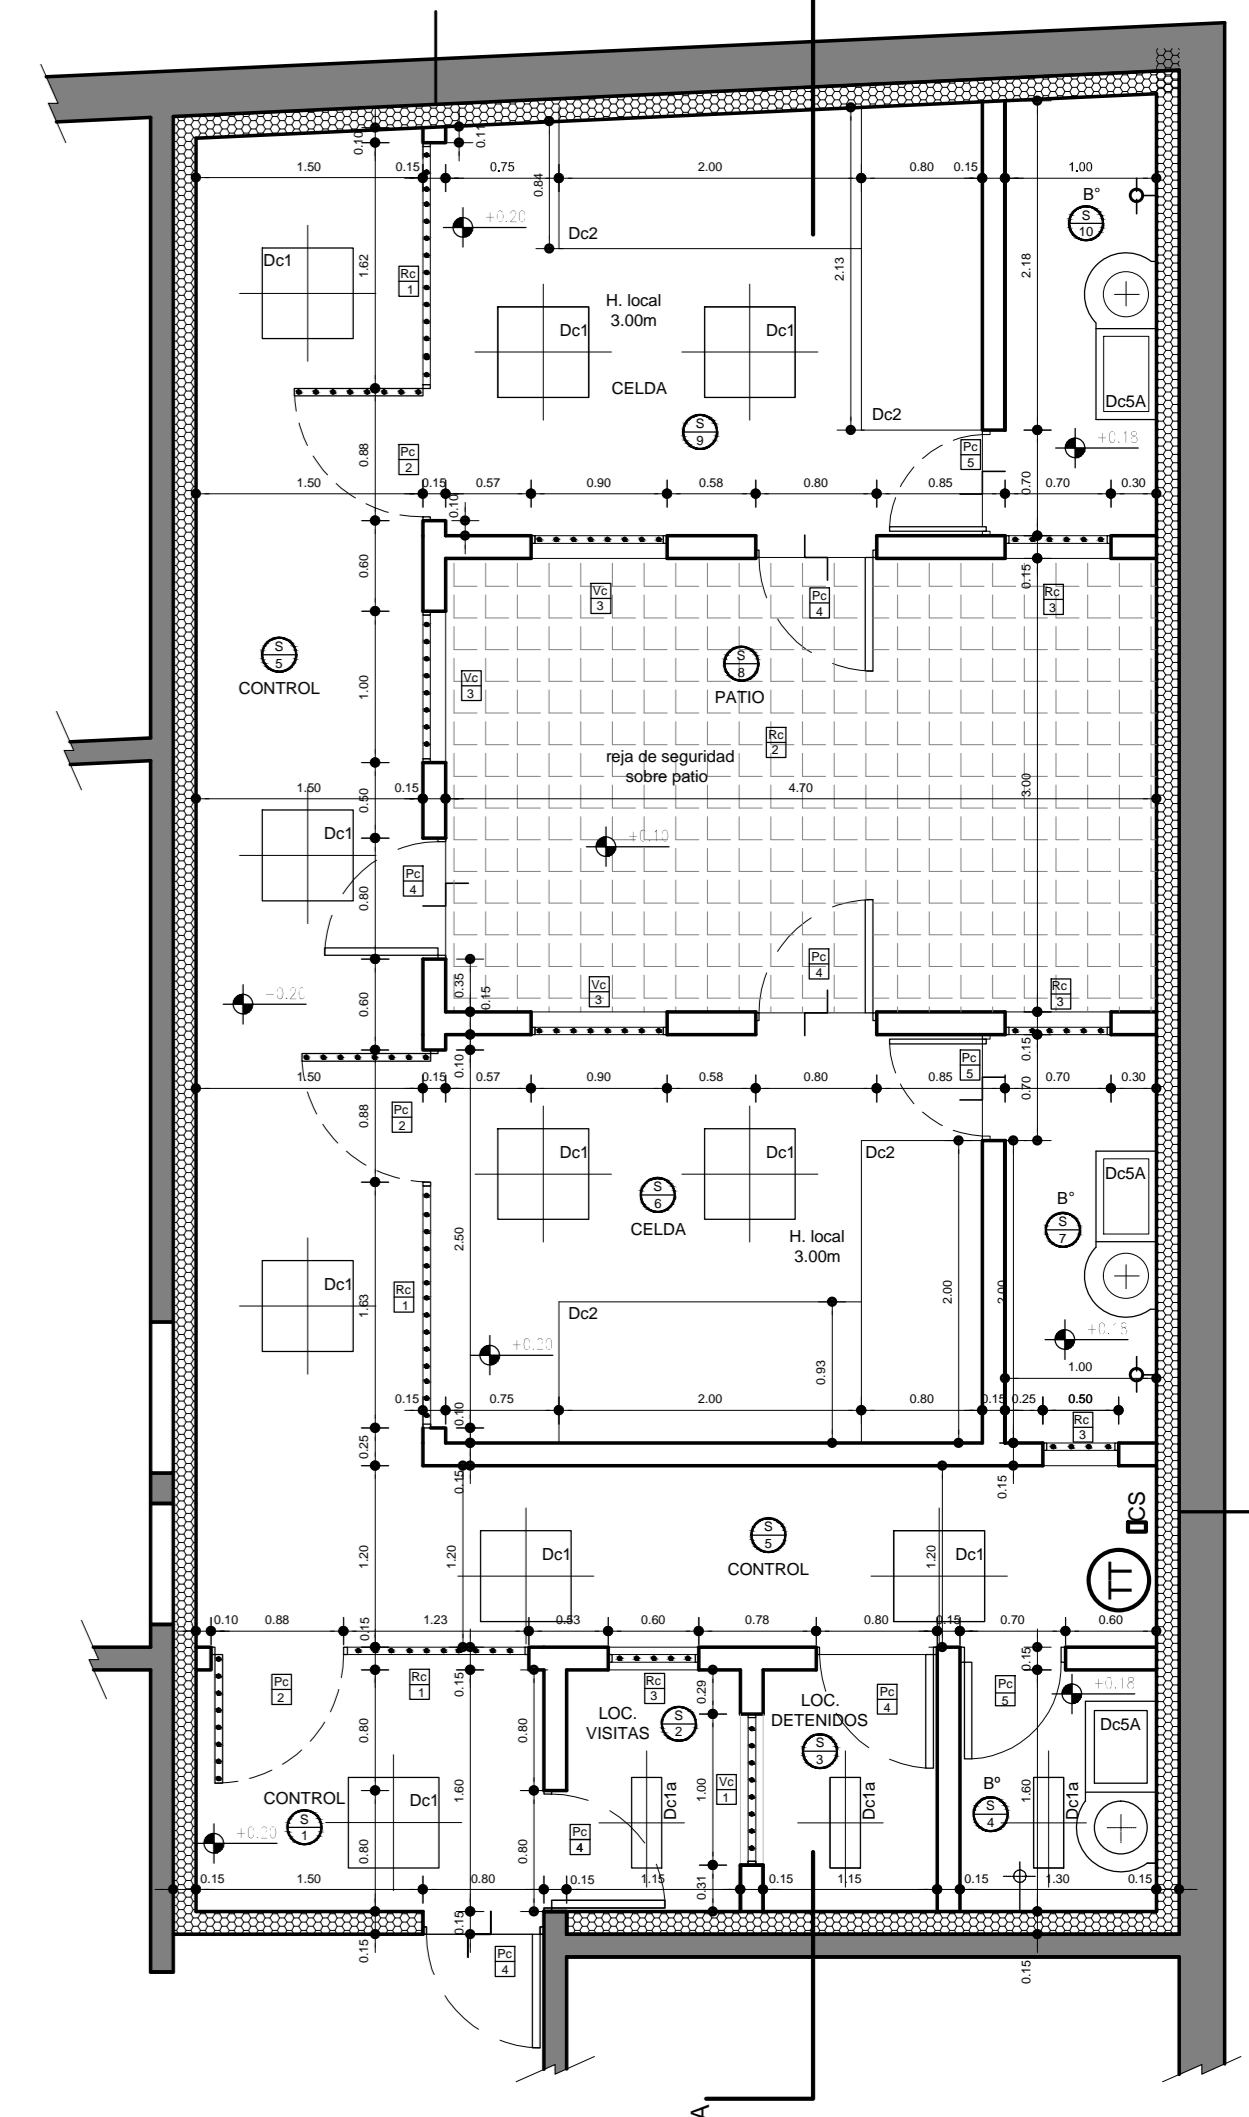 0.10
0.11
1.50
0.15
0.75
2.00
0.80
0.15
1.00
B°
S
10
0.84
+0.20
Dc2
Dc1
1.62
Rc
1
2.13
2.18
H. local
3.00m
Dc1
Dc1
CELDA
Dc5A
Dc2
S
9
+0.18
0.88
Pc
2
Pc
5
1.50
0.15
0.57
0.90
0.58
0.80
0.85
0.70
0.70
0.30
0.10
0.60
Vc
3
Pc
4
0.15
Rc
3
S
5
CONTROL
1.00
Vc
3
S
8
PATIO
Rc
2
reja de seguridad
sobre patio
1.50
0.50
0.15
4.70
3.00
Dc1
+0.10
Pc
4
0.80
Pc
4
0.35
0.15
Vc
3
Rc
3
0.60
0.10
0.15
Pc
5
1.50
0.15
0.57
0.90
0.58
0.80
0.85
0.70
0.70
0.30
0.88
Pc
2
Dc1
Dc1
Dc2
Dc5A
S
6
CELDA
B°
S
7
2.50
H. local
3.00m
Dc1
Rc
1
1.63
Dc2
2.00
2.00
+0.20
+0.18
0.93
1.00
0.15
0.75
2.00
0.80
0.15
0.25
0.50
0.10
Rc
3
0.25
0.15
0.15
CS
S
5
CONTROL
1.20
1.20
Dc1
1.20
Dc1
TT
0.10
0.88
0.15
1.23
0.53
0.60
0.78
0.80
0.15
0.70
0.60
0.15
Pc
2
Rc
1
0.15
Rc
3
0.29
LOC.
VISITAS
S
2
LOC.
DETENIDOS
S
3
Pc
4
Pc
5
+0.18
Dc5A
0.80
0.80
CONTROL
S
1
Dc1
1.60
Dc1a
Vc
1
1.00
Dc1a
Bº
S
4
1.60
Dc1a
+0.20
0.80
0.80
Pc
4
0.31
0.15
1.50
0.80
0.15
1.15
0.15
1.15
0.15
1.30
0.15
0.15
0.15
Pc
4
0.15
A